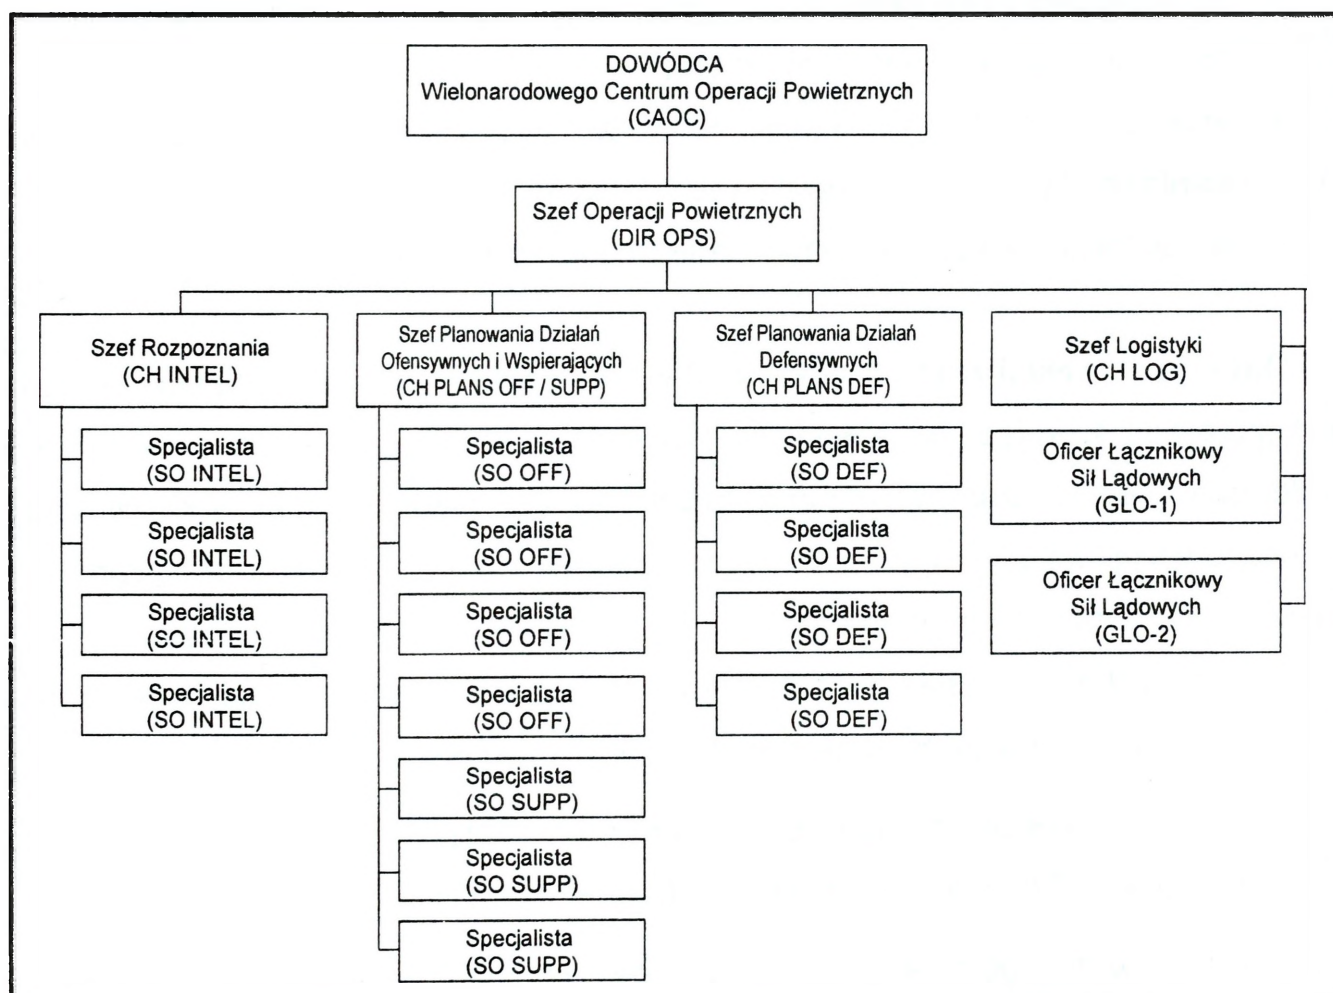 DOWÓDCA
Wielonarodowego Centrum Operacji Powietrznych
(CAOC)
Szef Operacji Powietrznych
(DIR OPS)
Szef Rozpoznania
(CH INTEL)
Specjalista
(SO INTEL)
Specjalista
(SO INTEL)
Specjalista
(SO INTEL)
Specjalista
(SO INTEL)
Szef Planowania Działań
Ofensywnych i Wspierających
(CH PLANS OFF / SUPP)
Specjalista
(SO OFF)
Specjalista
(SO OFF)
Specjalista
(SO OFF)
Specjalista
(SO OFF)
Specjalista
(SO SUPP)
Specjalista
(SO SUPP)
Specjalista
(SO SUPP)
Szef Planowania Działań
Defensywnych
(CH PLANS DEF)
Specjalista
(SO DEF)
Specjalista
(SO DEF)
Specjalista
(SO DEF)
Specjalista
(SO DEF)
Szef Logistyki
(CH LOG)
Oficer Łącznikowy
Sił Lądowych
(GLO-1)
Oficer Łącznikowy
Sił Lądowych
(GLO-2)